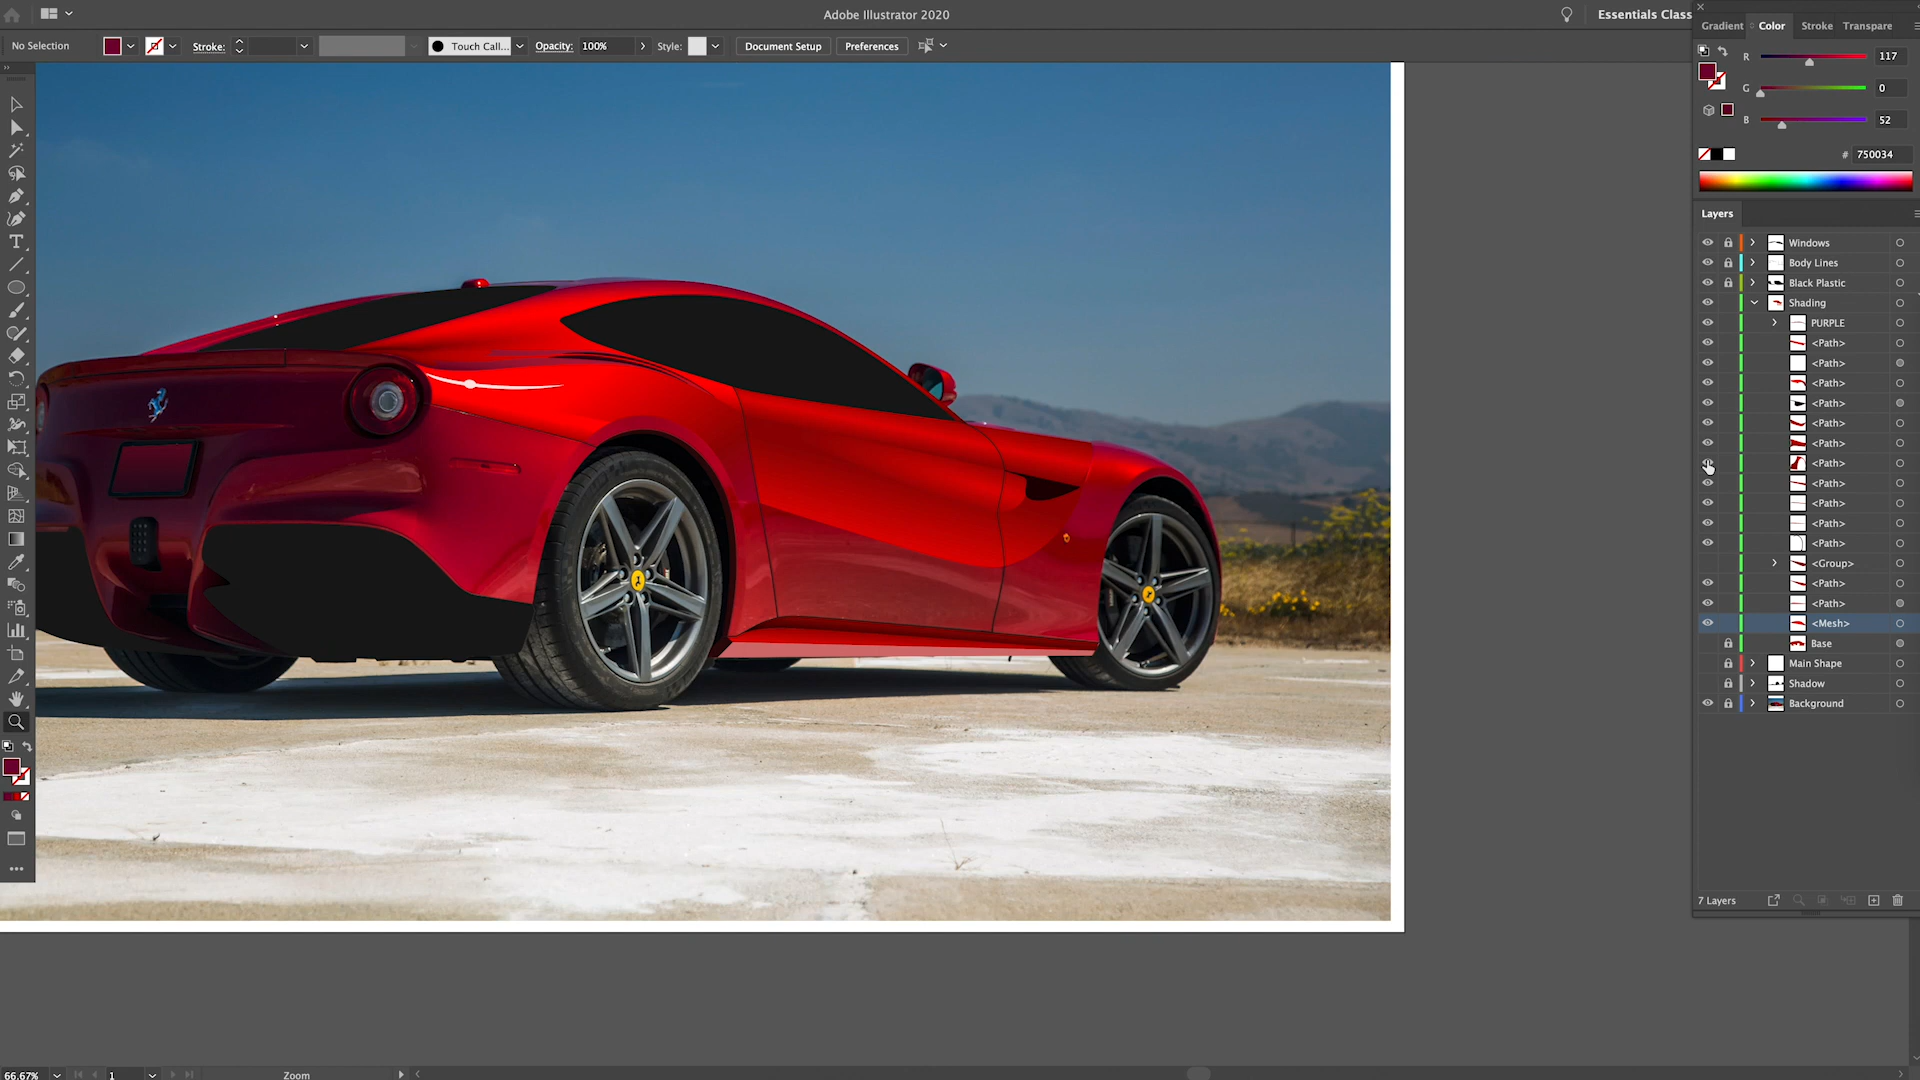 Adobe Illustrator 2020
Essentials Class
No Selection
Stroke:
Touch Call...
Opacity:
100%
Style:
Document Setup
Preferences
Gradient
Color
Stroke
Transpare
R
117
G
0
B
52
#
750034
Layers
Windows
Body Lines
Black Plastic
Shading
PURPLE
<Path>
<Path>
<Path>
<Path>
<Path>
<Path>
<Path>
<Path>
<Path>
<Path>
<Path>
<Group>
<Path>
<Path>
<Mesh>
Base
Main Shape
Shadow
Background
7 Layers
66.67%
1
Zoom